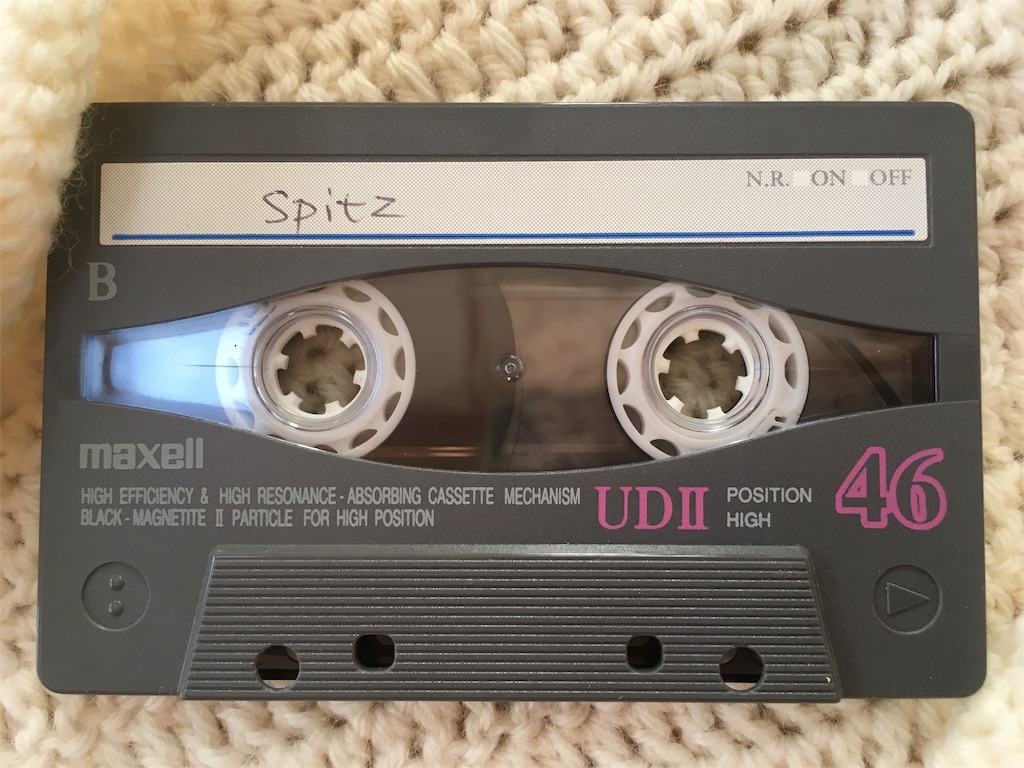 N.R. ON OFF
Spitz
B
maxell
HIGH EFFICIENCY & HIGH RESONANCE-ABSORBING CASSETTE MECHANISM
BLACK-MAGNETITE II PARTICLE FOR HIGH POSITION
UDII
POSITION
HIGH
46